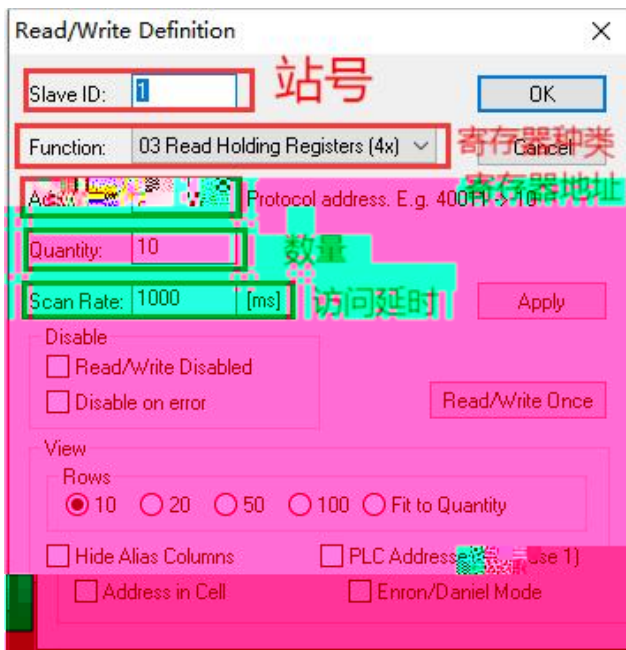 Read/Write Definition
Slave ID: 1 站号 OK
Function: 03 Read Holding Registers (4x) 寄存器种类 Cancel
寄存器地址
Protocol address. E.g. 40011 -> 10
Quantity: 10 数量
Scan Rate: 1000 [ms] 访问延时 Apply
Disable
Read/Write Disabled
Disable on error Read/Write Once
View
Rows
10 20 50 100 Fit to Quantity
Hide Alias Columns PLC Addresse 1)
Address in Cell Enron/Daniel Mode